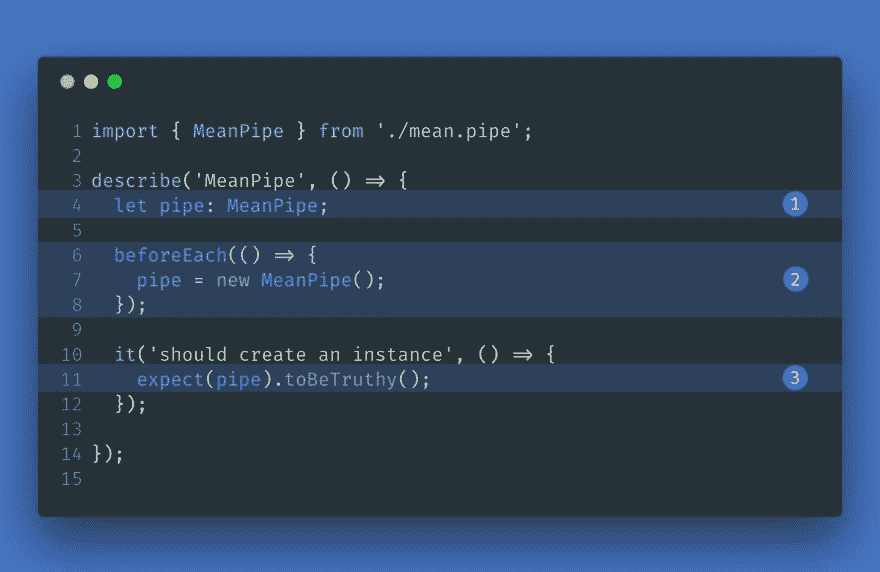 1 import { MeanPipe } from './mean.pipe';
2
3 describe('MeanPipe', () => {
4   let pipe: MeanPipe; 1
5
6   beforeEach(() => {
7     pipe = new MeanPipe(); 2
8   });
9
10   it('should create an instance', () => {
11     expect(pipe).toBeTruthy(); 3
12   });
13
14 });
15